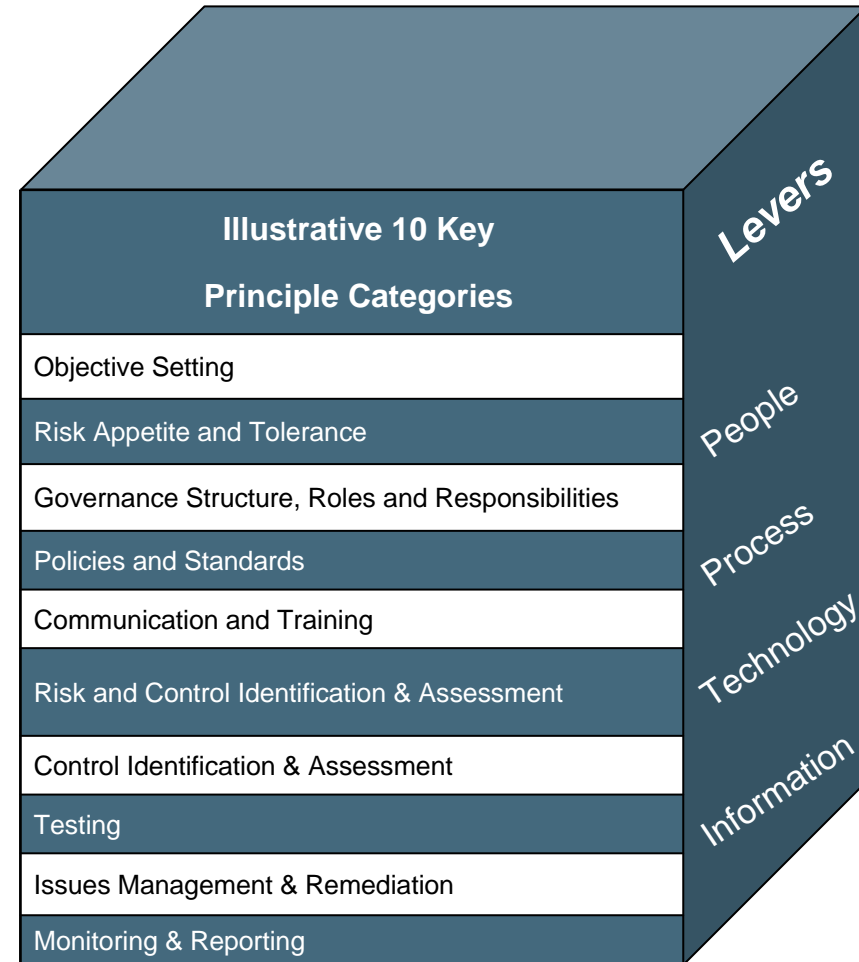 Illustrative 10 Key
Principle Categories
Objective Setting
Risk Appetite and Tolerance
Governance Structure, Roles and Responsibilities
Policies and Standards
Communication and Training
Risk and Control Identification & Assessment
Control Identification & Assessment
Testing
Issues Management & Remediation
Monitoring & Reporting
Levers
People
Process
Technology
Information